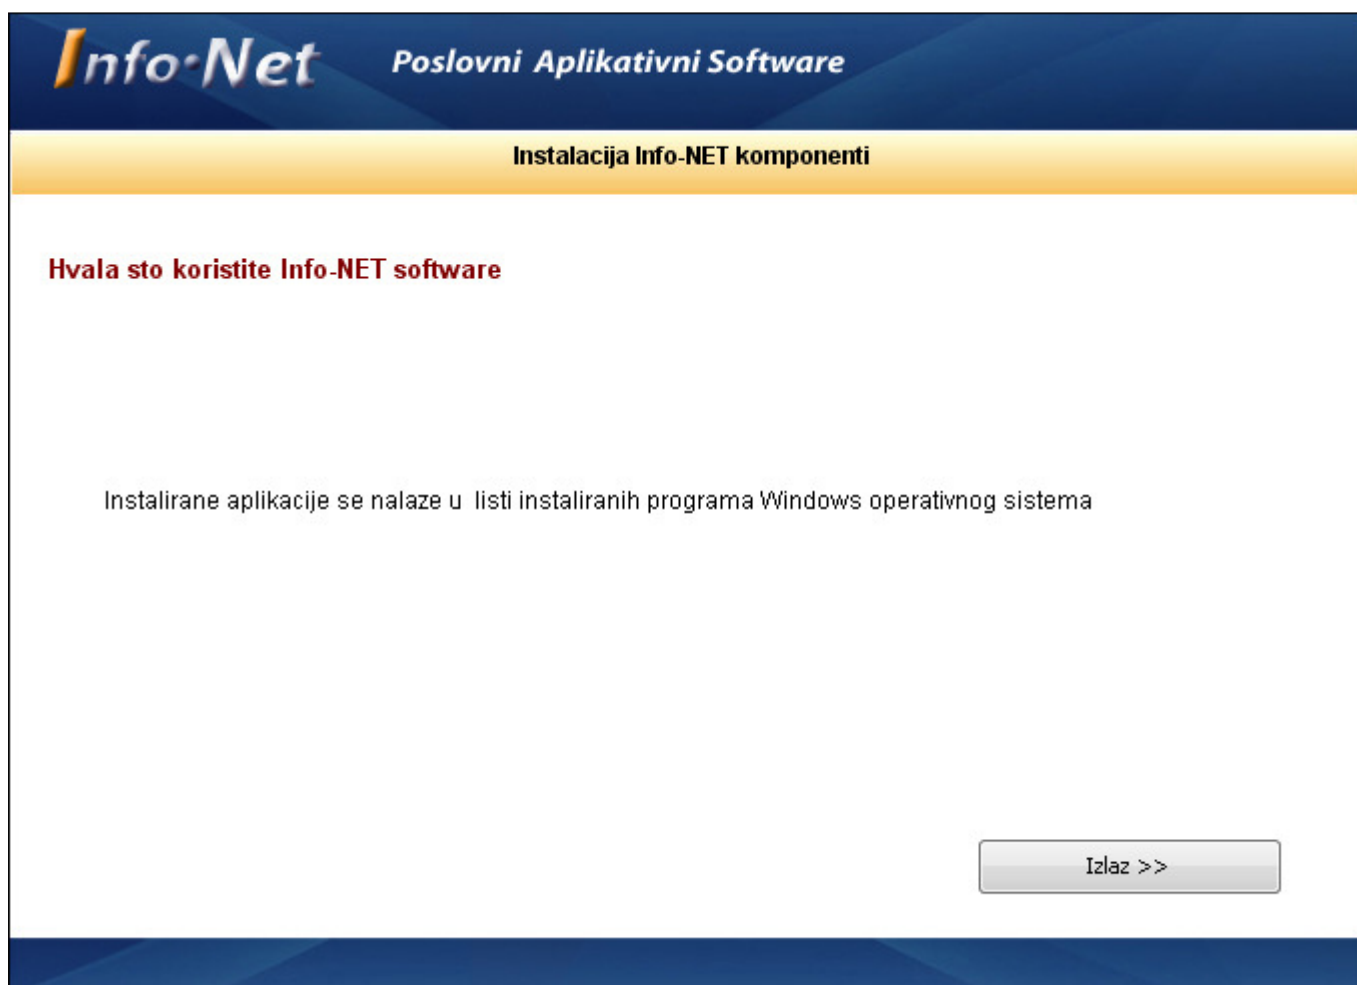 Info·Net Poslovni Aplikativni Software
Instalacija Info-NET komponenti
Hvala sto koristite Info-NET software
Instalirane aplikacije se nalaze u listi instaliranih programa Windows operativnog sistema
Izlaz >>